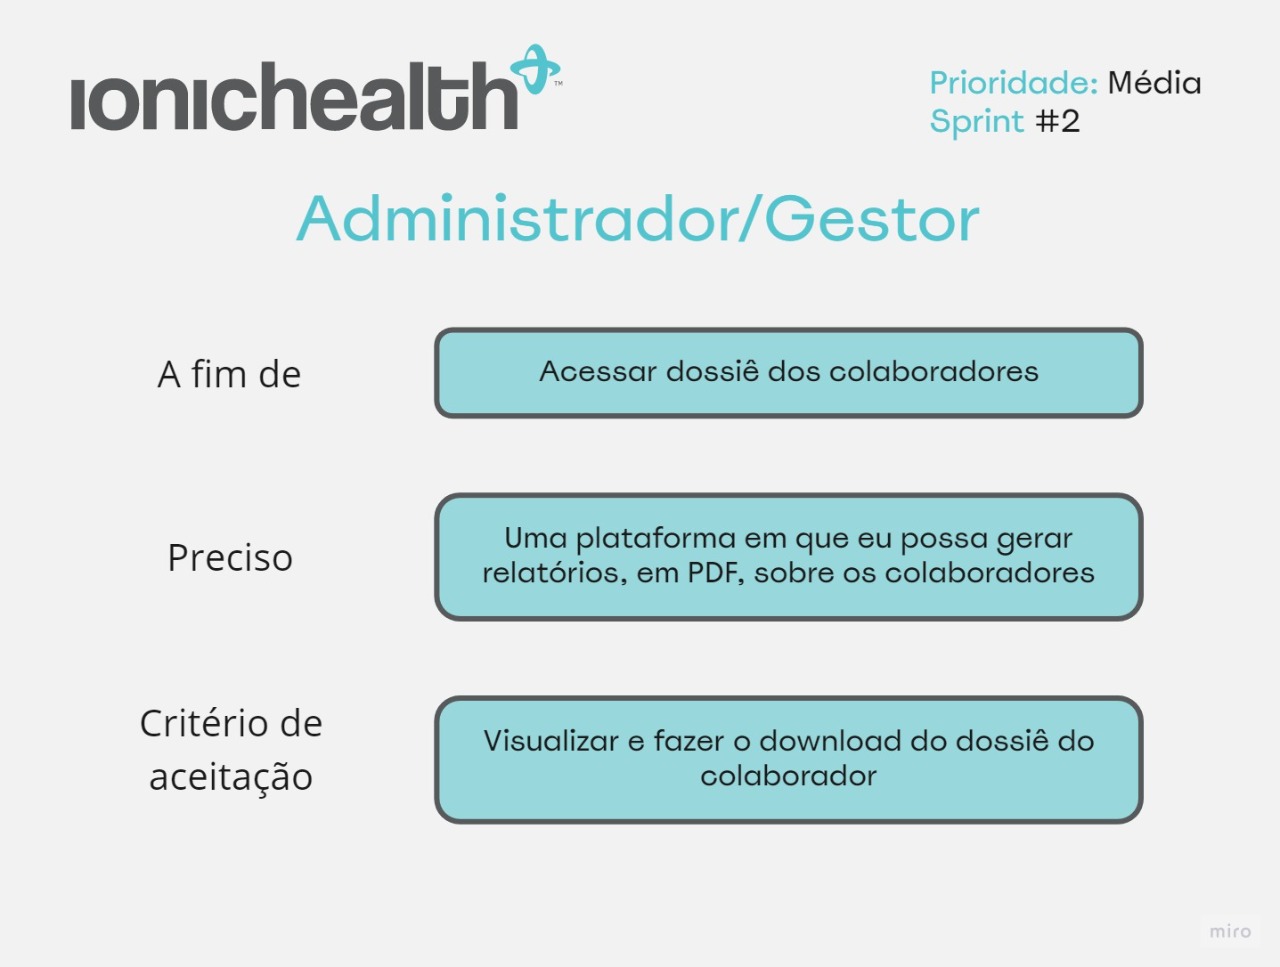 ionichealth™
Prioridade: Média
Sprint #2
Administrador/Gestor
A fim de
Acessar dossiê dos colaboradores
Preciso
Uma plataforma em que eu possa gerar
relatórios, em PDF, sobre os colaboradores
Critério de
aceitação
Visualizar e fazer o download do dossiê do
colaborador
miro